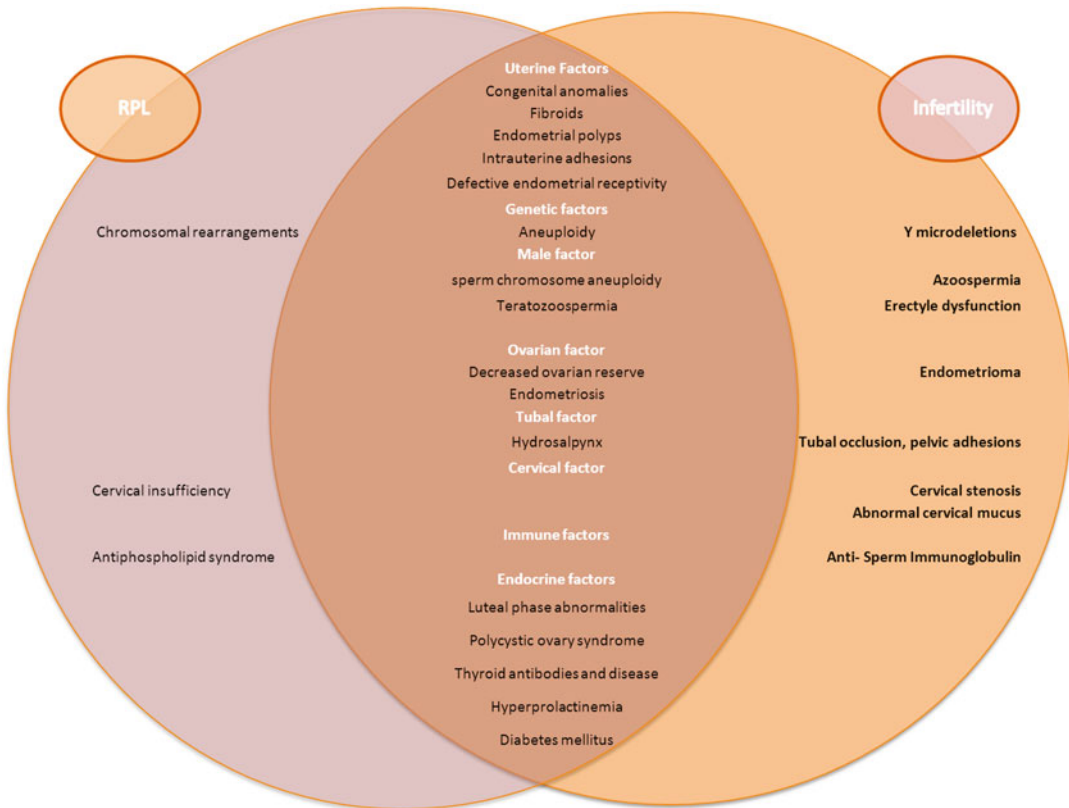 Uterine Factors
Congenital anomalies
RPL
Infertility
Fibroids
Endometrial polyps
Intrauterine adhesions
Defective endometrial receptivity
Genetic factors
Chromosomal rearrangements
Aneuploidy
Y microdeletions
Male factor
sperm chromosome aneuploidy
Azoospermia
Teratozoospermia
Erectyle dysfunction
Ovarian factor
Decreased ovarian reserve
Endometrioma
Endometriosis
Tubal factor
Hydrosalpynx
Tubal occlusion, pelvic adhesions
Cervical factor
Cervical insufficiency
Cervical stenosis
Abnormal cervical mucus
Immune factors
Antiphospholipid syndrome
Anti- Sperm Immunoglobulin
Endocrine factors
Luteal phase abnormalities
Polycystic ovary syndrome
Thyroid antibodies and disease
Hyperprolactinemia
Diabetes mellitus